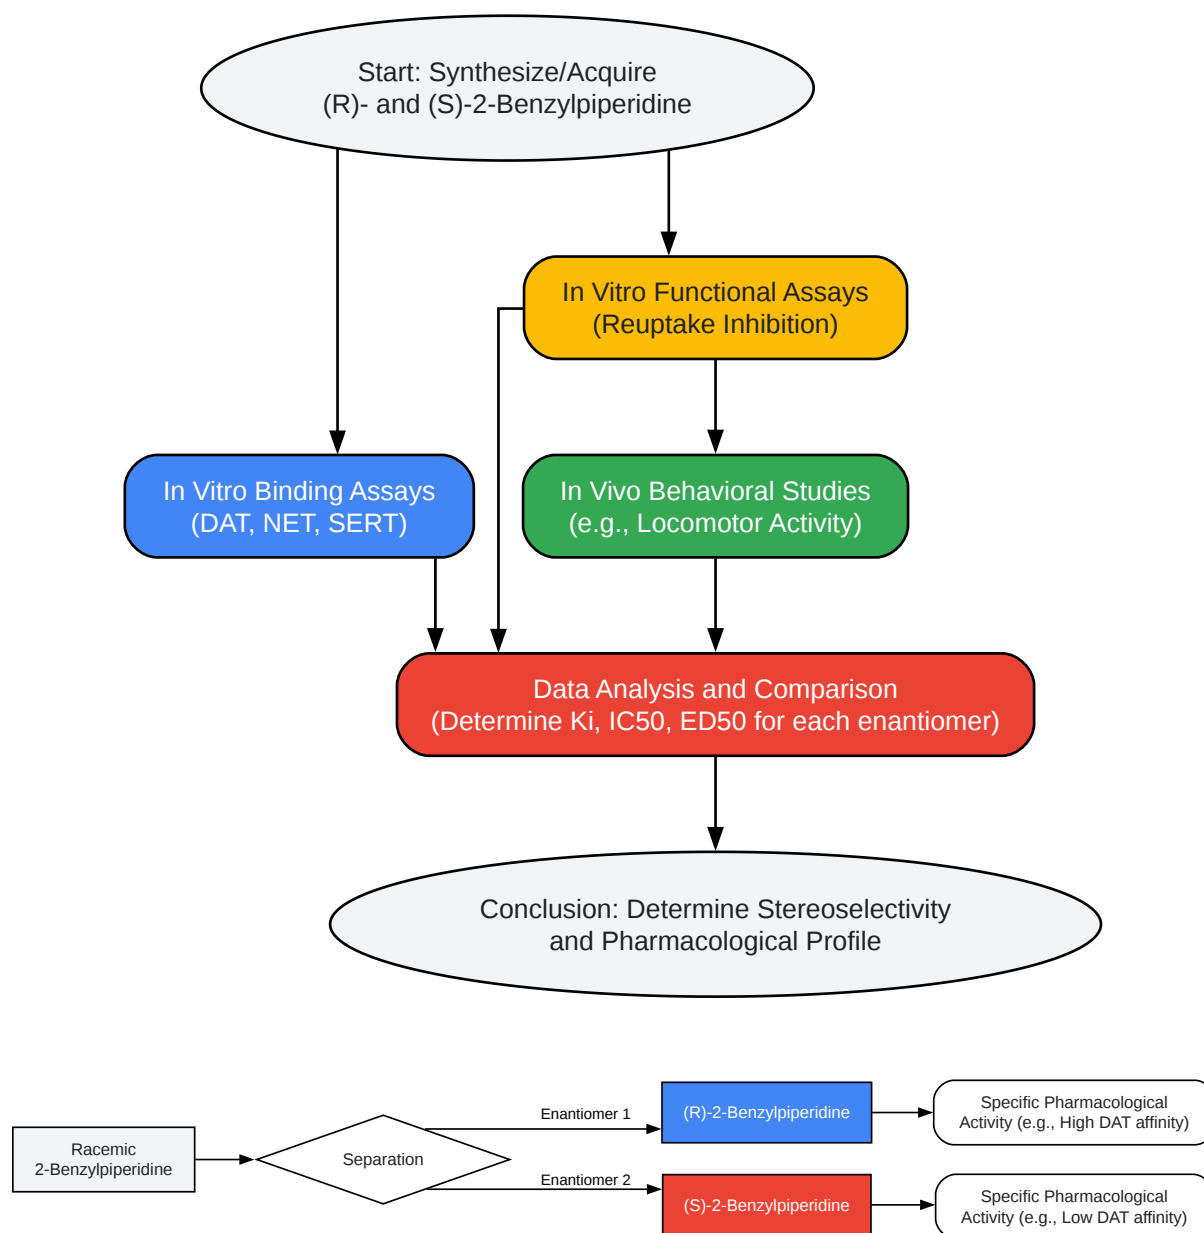 Start: Synthesize/Acquire
(R)- and (S)-2-Benzylpiperidine
In Vitro Functional Assays
(Reuptake Inhibition)
In Vitro Binding Assays
(DAT, NET, SERT)
In Vivo Behavioral Studies
(e.g., Locomotor Activity)
Data Analysis and Comparison
(Determine Ki, IC50, ED50 for each enantiomer)
Conclusion: Determine Stereoselectivity
and Pharmacological Profile
Racemic
2-Benzylpiperidine
Separation
Enantiomer 1
(R)-2-Benzylpiperidine
Specific Pharmacological
Activity (e.g., High DAT affinity)
Enantiomer 2
(S)-2-Benzylpiperidine
Specific Pharmacological
Activity (e.g., Low DAT affinity)